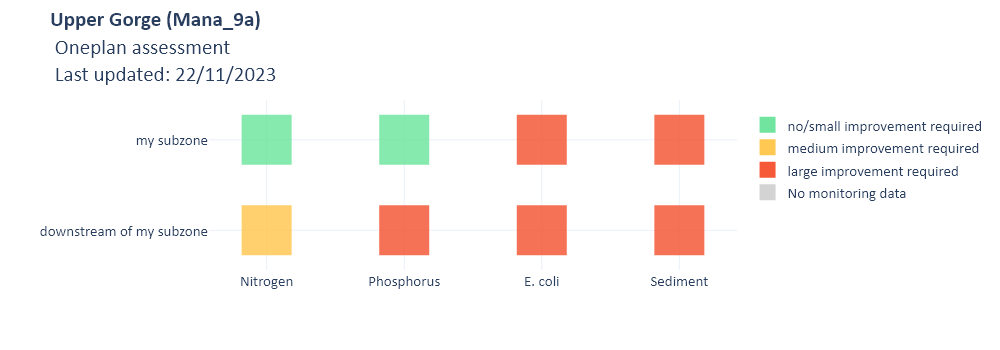 Upper Gorge (Mana_9a)
Oneplan assessment
Last updated: 22/11/2023
my subzone
downstream of my subzone
Nitrogen Phosphorus E. coli Sediment
no/small improvement required
medium improvement required
large improvement required
No monitoring data